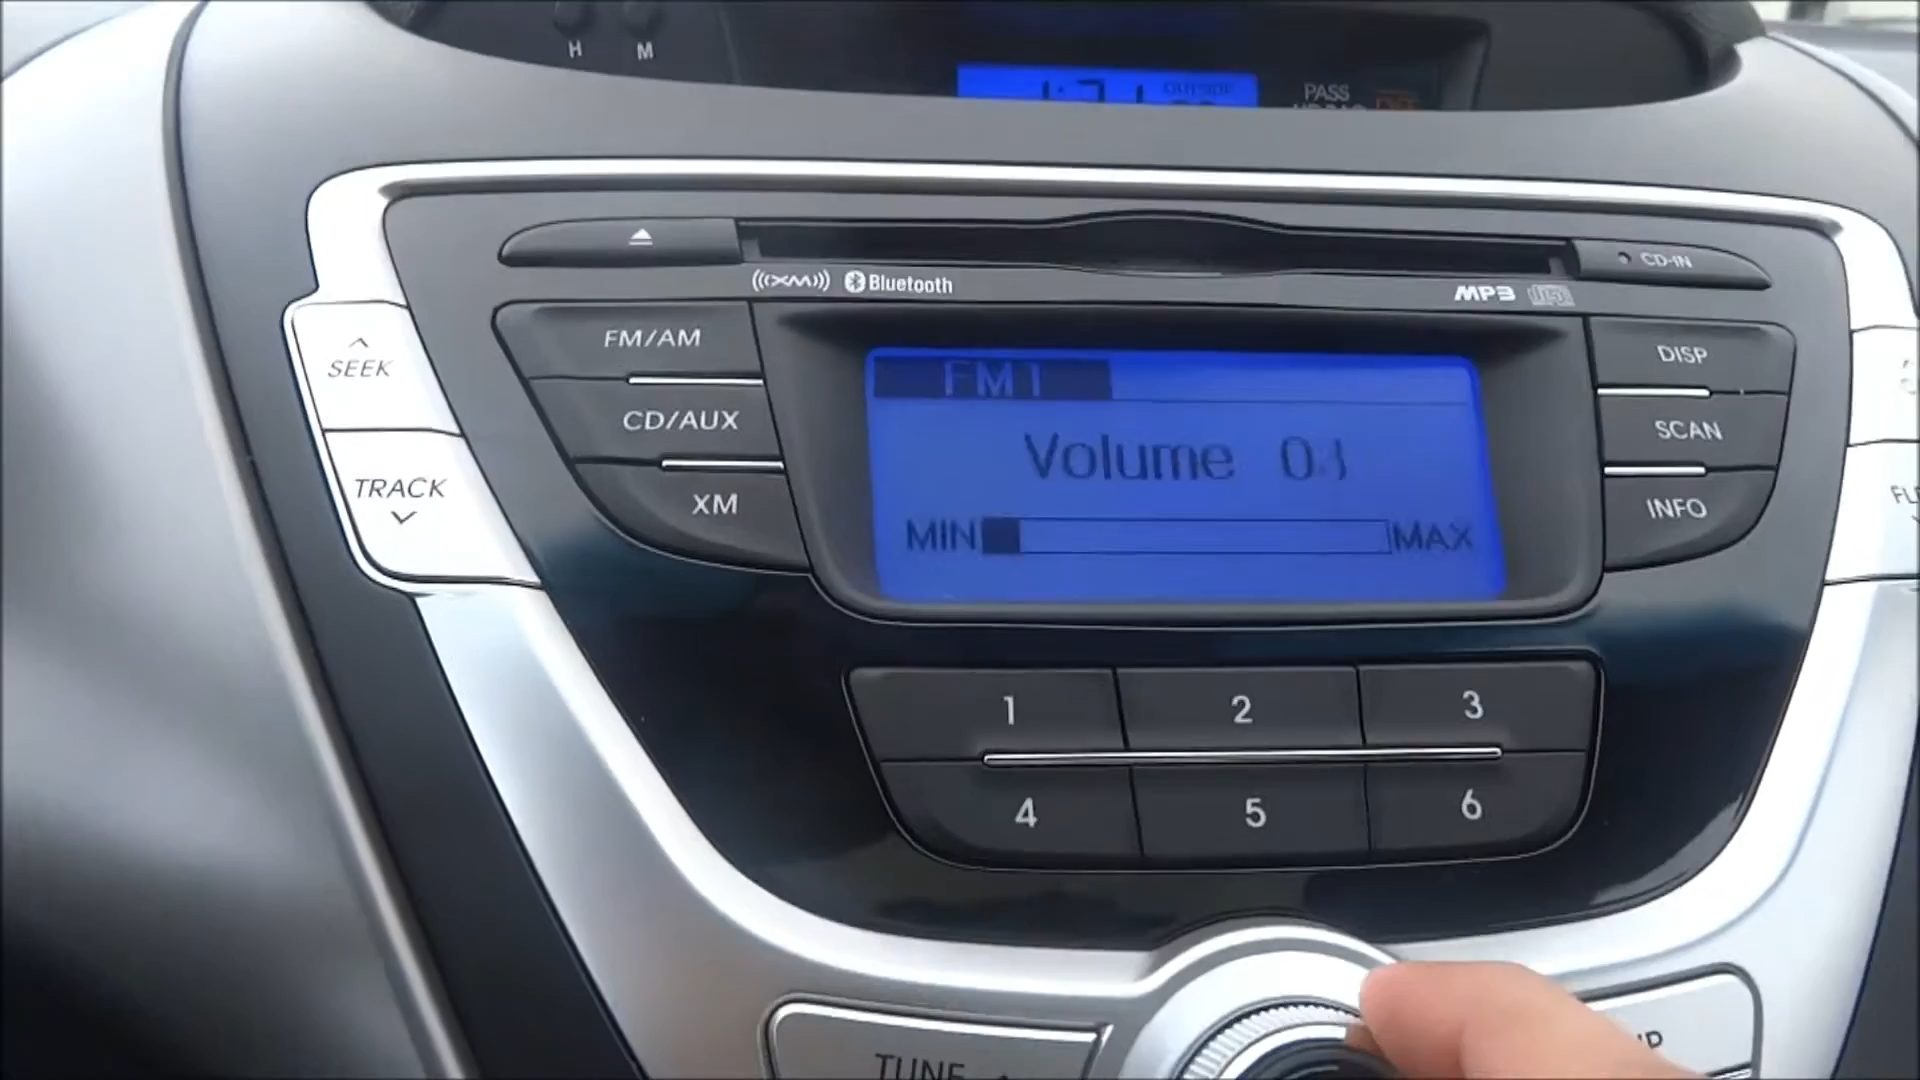 H M
OUTSIDE
PASS
CD-IN
((XM)) Bluetooth MP3
FM/AM
SEEK
CD/AUX
TRACK
XM
FM1
Volume
MIN MAX
DISP
SCAN
INFO
1 2 3
4 5 6
TUNE